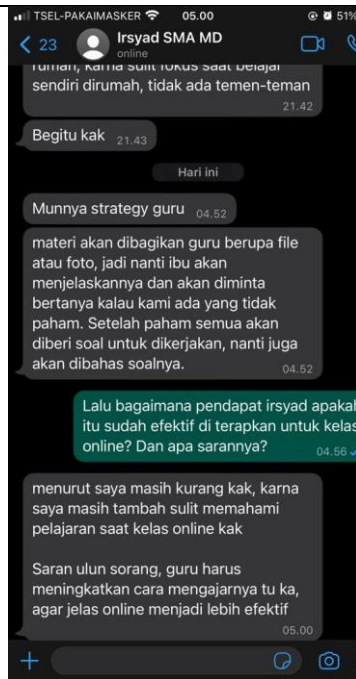 TSEL-PAKAIMASKER 05.00 51%
23 Irsyad SMA MD
online
rumah, karna sulit fokus saat belajar
sendiri dirumah, tidak ada temen-teman
21.42
Begitu kak 21.43
Hari ini
Munnya strategy guru 04.52
materi akan dibagikan guru berupa file
atau foto, jadi nanti ibu akan
menjelaskannya dan akan diminta
bertanya kalau kami ada yang tidak
paham. Setelah paham semua akan
diberi soal untuk dikerjakan, nanti juga
akan dibahas soalnya.
04.52
Lalu bagaimana pendapat irsyad apakah
itu sudah efektif di terapkan untuk kelas
online? Dan apa sarannya?
04.56
menurut saya masih kurang kak, karna
saya masih tambah sulit memahami
pelajaran saat kelas online kak
Saran ulun sorang, guru harus
meningkatkan cara mengajarnya tu ka,
agar jelas online menjadi lebih efektif
05.00